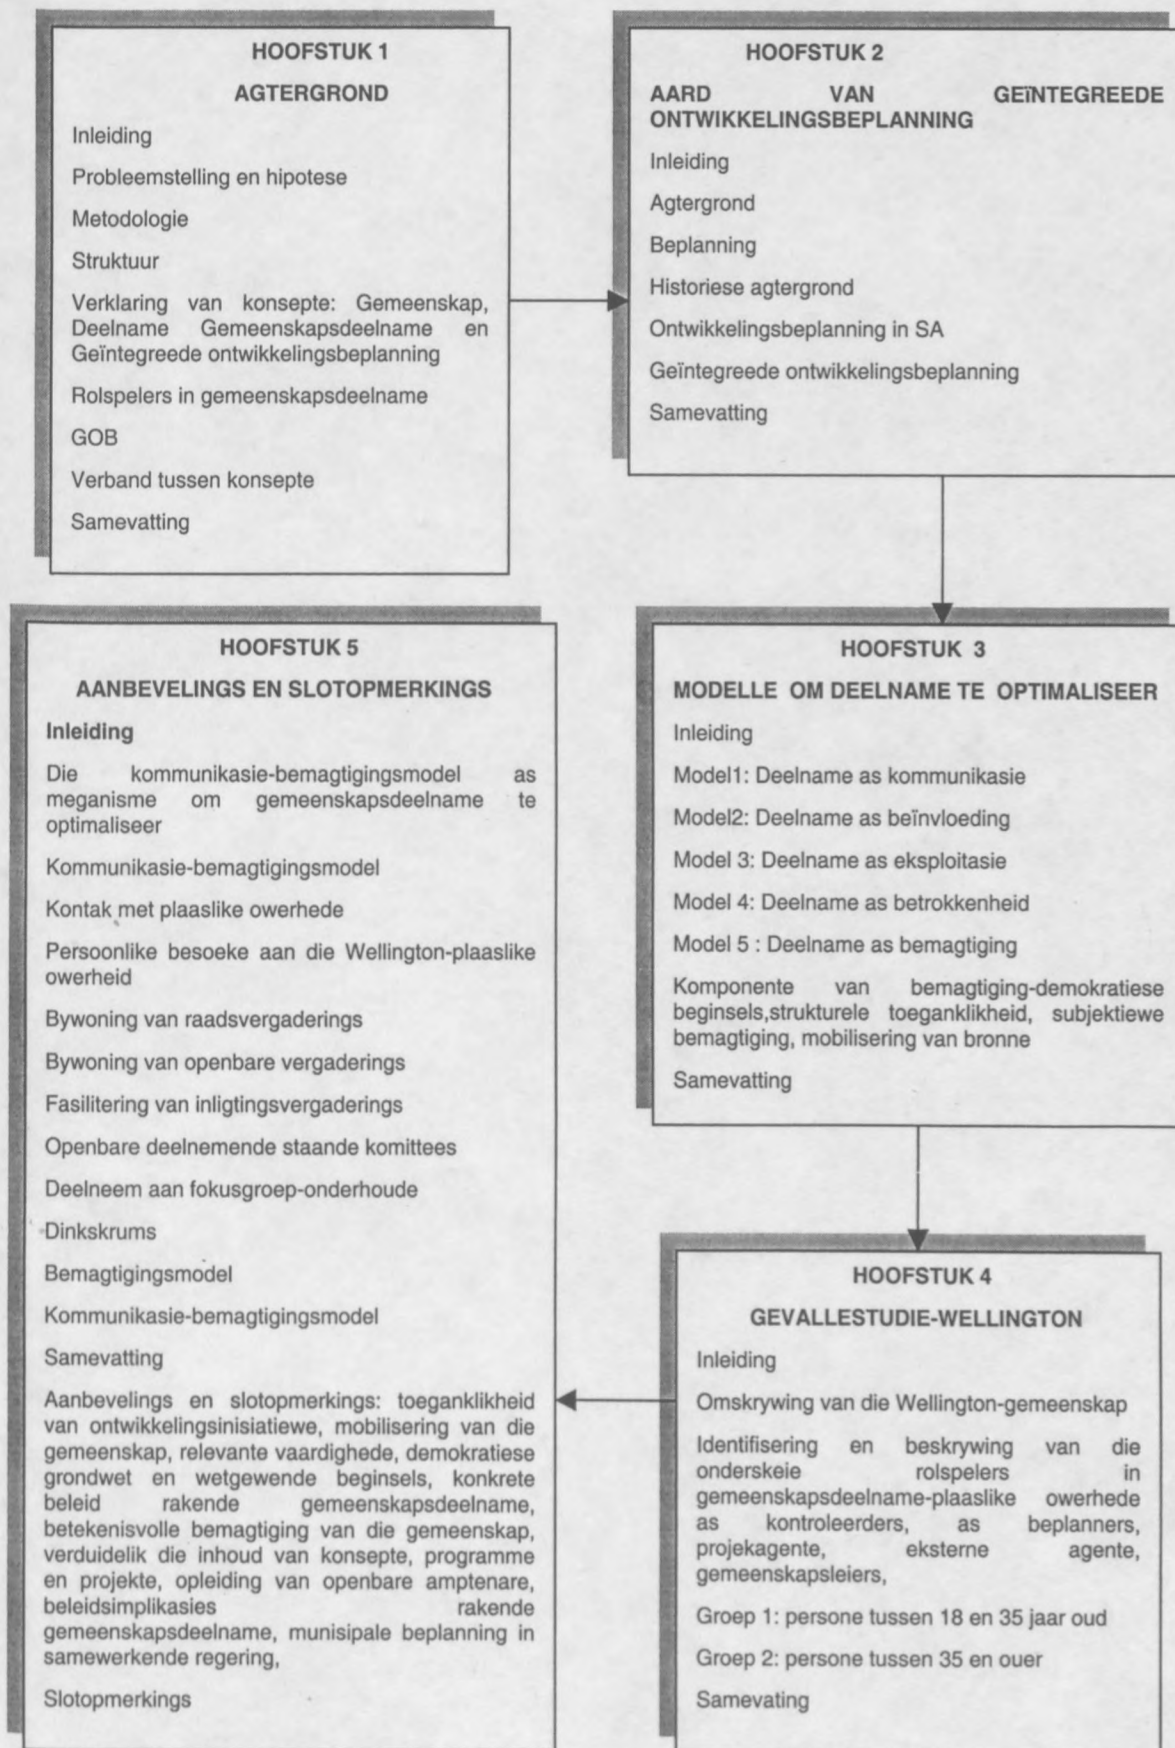 HOOFSTUK 1
AGTERGROND
Inleiding
Probleemstelling en hipotese
Metodologie
Struktuur
Verklaring van konsepte: Gemeenskap,
Deelname Gemeenskapsdeelname en
Geïntegreede ontwikkelingsbeplanning
Rolspelers in gemeenskapsdeelname
GOB
Verband tussen konsepte
Samevatting
HOOFSTUK 2
AARD VAN GEïNTEGREEDE
ONTWIKKELINGSBEPLANNING
Inleiding
Agtergrond
Beplanning
Historiese agtergrond
Ontwikkelingsbeplanning in SA
Geïntegreede ontwikkelingsbeplanning
Samevatting
HOOFSTUK 3
MODELLE OM DEELNAME TE OPTIMALISEER
Inleiding
Model1: Deelname as kommunikasie
Model2: Deelname as beïnvloeding
Model 3: Deelname as eksploitasie
Model 4: Deelname as betrokkenheid
Model 5 : Deelname as bemagtiging
Komponente van bemagtiging-demokratiese
beginsels,strukturele toeganklikheid, subjektiewe
bemagtiging, mobilisering van bronne
Samevatting
HOOFSTUK 4
GEVALLESTUDIE-WELLINGTON
Inleiding
Omskrywing van die Wellington-gemeenskap
Identifisering en beskrywing van die
onderskeie rolspelers in
gemeenskapsdeelname-plaaslike owerhede
as kontroleerders, as beplanners,
projekagente, eksterne agente,
gemeenskapsleiers,
Groep 1: persone tussen 18 en 35 jaar oud
Groep 2: persone tussen 35 en ouer
Samevating
HOOFSTUK 5
AANBEVELINGS EN SLOTOPMERKINGS
Inleiding
Die kommunikasie-bemagtigingsmodel as
meganisme om gemeenskapsdeelname te
optimaliseer
Kommunikasie-bemagtigingsmodel
Kontak met plaaslike owerhede
Persoonlike besoeke aan die Wellington-plaaslike
owerheid
Bywoning van raadsvergaderings
Bywoning van openbare vergaderings
Fasilitering van inligtingsvergaderings
Openbare deelnemende staande komittees
Deelneem aan fokusgroep-onderhoude
Dinkskrums
Bemagtigingsmodel
Kommunikasie-bemagtigingsmodel
Samevatting
Aanbevelings en slotopmerkings: toeganklikheid
van ontwikkelingsinisiatiewe, mobilisering van die
gemeenskap, relevante vaardighede, demokratiese
grondwet en wetgewende beginsels, konkrete
beleid rakende gemeenskapsdeelname,
betekenisvolle bemagtiging van die gemeenskap,
verduidelik die inhoud van konsepte, programme
en projekte, opleiding van openbare amptenare,
beleidsimplikasies rakende
gemeenskapsdeelname, munisipale beplanning in
samewerkende regering,
Slotopmerkings